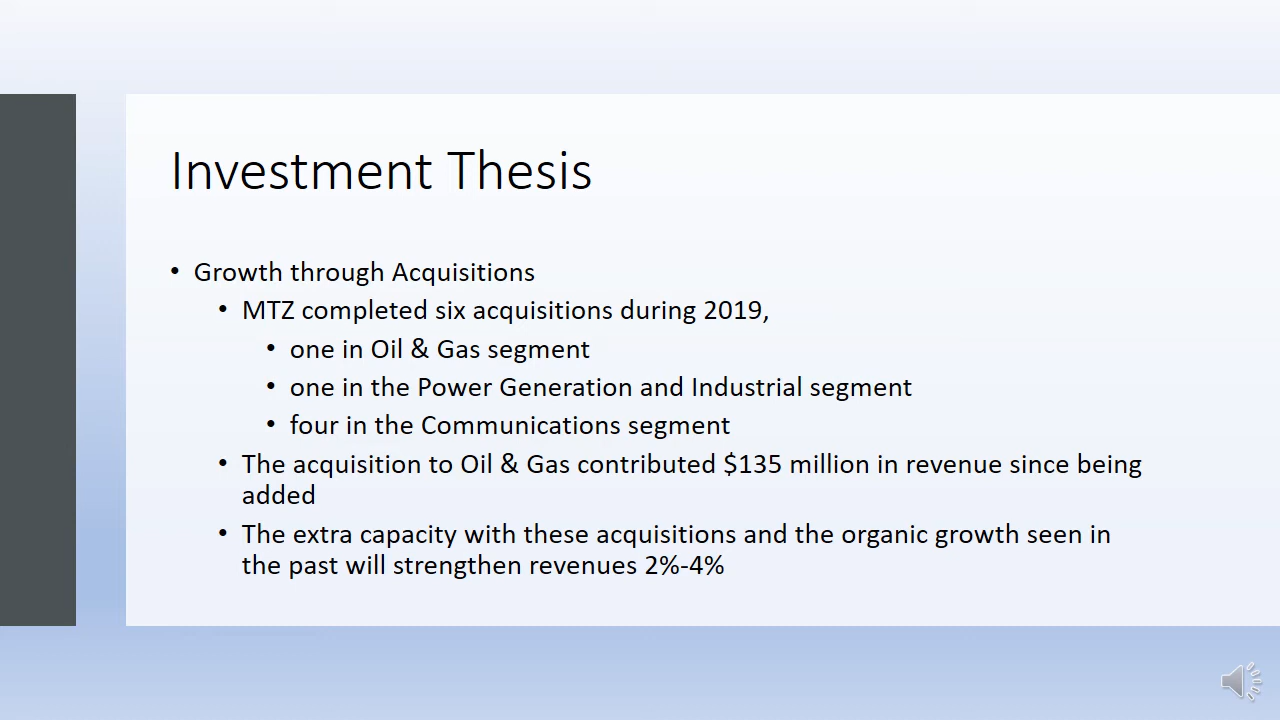 Investment Thesis
• Growth through Acquisitions
• MTZ completed six acquisitions during 2019,
• one in Oil & Gas segment
• one in the Power Generation and Industrial segment
• four in the Communications segment
• The acquisition to Oil & Gas contributed $135 million in revenue since being
added
• The extra capacity with these acquisitions and the organic growth seen in
the past will strengthen revenues 2%-4%